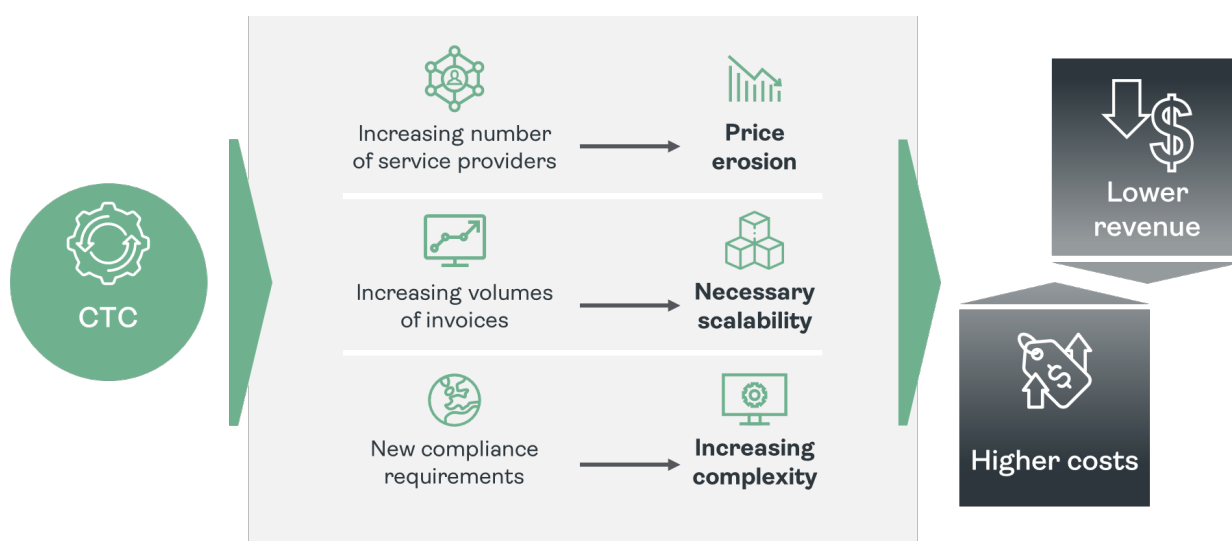 CTC
Increasing number
of service providers
Price
erosion
Increasing volumes
of invoices
Necessary
scalability
New compliance
requirements
Increasing
complexity
$
Lower
revenue
$
Higher costs